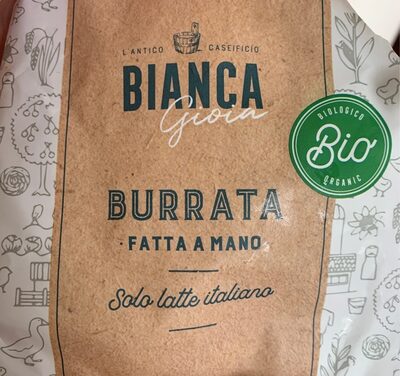 L'ANTICO CASEIFICIO
BIANCA
Gioia
BIOLOGICO
Bio
ORGANIC
BURRATA
· FATTA A MANO ·
Solo latte italiano